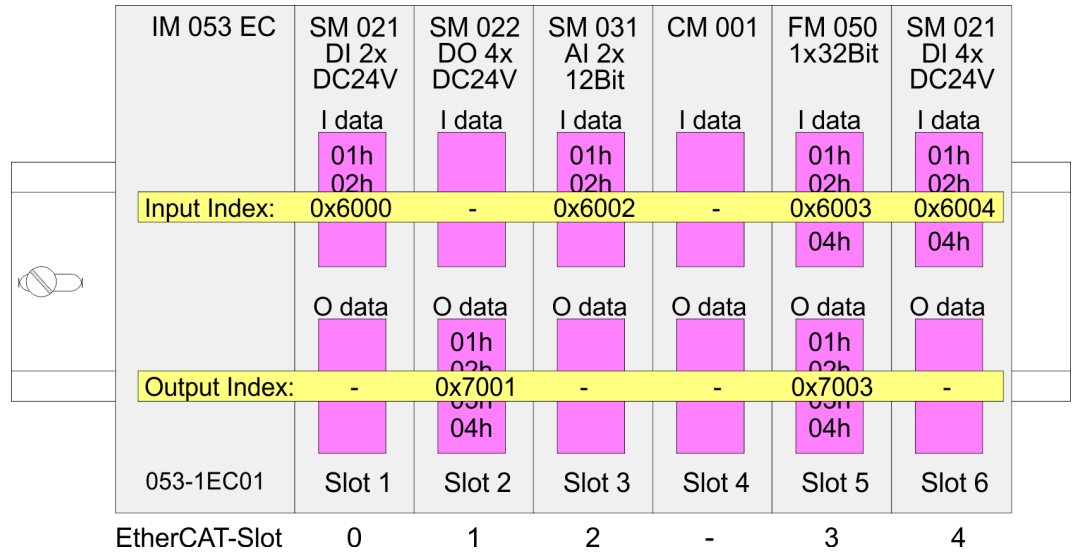 IM 053 EC SM 021 SM 022 SM 031 CM 001 FM 050 SM 021
DI 2x DO 4x AI 2x 1x32Bit DI 4x
DC24V DC24V 12Bit DC24V
I data I data I data I data I data I data
01h 01h 01h 01h
02h 02h 02h 02h
Input Index: 0x6000 - 0x6002 - 0x6003 0x6004
04h 04h
O data O data O data O data O data O data
01h 01h
02h 02h
Output Index: - 0x7001 - - 0x7003 -
03h 03h
04h 04h
053-1EC01 Slot 1 Slot 2 Slot 3 Slot 4 Slot 5 Slot 6
EtherCAT-Slot 0 1 2 - 3 4